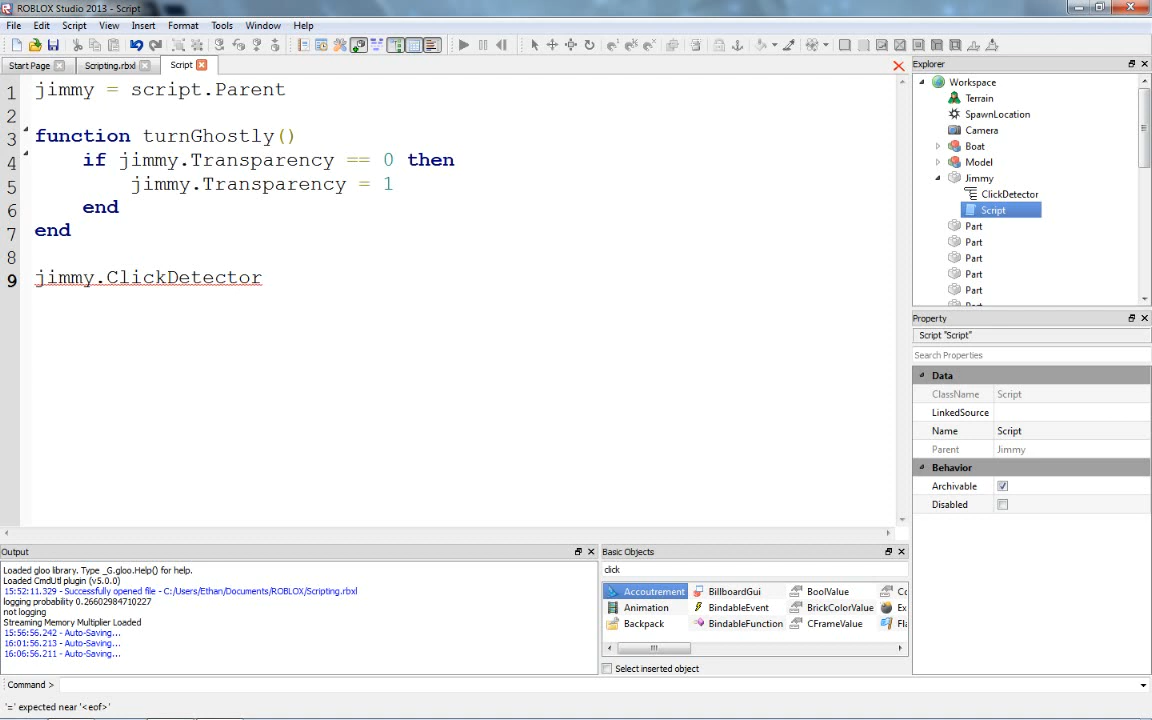 ROBLOX Studio 2013 - Script
File Edit Script View Insert Format Tools Window Help
Start Page Scripting.rbxl Script
1 jimmy = script.Parent
2
3 function turnGhostly()
4 if jimmy.Transparency == 0 then
5 jimmy.Transparency = 1
6 end
7 end
8
9 jimmy.ClickDetector
Explorer
Workspace
Terrain
SpawnLocation
Camera
Boat
Model
Jimmy
ClickDetector
Script
Part
Part
Part
Part
Part
Property
Script "Script"
Search Properties
Data
ClassName Script
LinkedSource
Name Script
Parent Jimmy
Behavior
Archivable
Disabled
Output
Loaded gloo library. Type _G.gloo.Help() for help.
Loaded CmdUtl plugin (v5.0.0)
15:52:11.329 - Successfully opened file - C:/Users/Ethan/Documents/ROBLOX/Scripting.rbxl
logging probability 0.26602984710227
not logging
Streaming Memory Multiplier Loaded
15:56:56.242 - Auto-Saving...
16:01:56.213 - Auto-Saving...
16:06:56.211 - Auto-Saving...
Basic Objects
click
Accoutrement BillboardGui BoolValue Cc
Animation BindableEvent BrickColorValue Ex
Backpack BindableFunction CFrameValue Fla
Select inserted object
Command >
'=' expected near '<eof>'